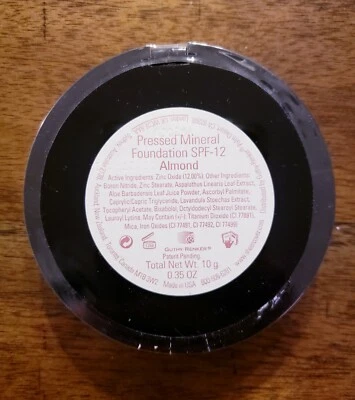 Pressed Mineral
Foundation SPF-12
Almond
Active Ingredients: Zinc Oxide (12.00%), Other Ingredients:
Boron Nitride, Zinc Stearate, Aspalathus Linearis Leaf Extract,
Aloe Barbadensis Leaf Juice Powder, Ascorbyl Palmitate,
Caprylic/Capric Triglyceride, Lavandula Stoechas Extract,
Tocopheryl Acetate, Bisabolol, Octyldodecyl Stearoyl Stearate,
Lauroyl Lysine, May Contain (+/-): Titanium Dioxide (CI 77891),
Mica, Iron Oxides (CI 77491, CI 77492, CI 77499)
Patent Pending.
Total Net Wt. 10 g
0.35 OZ
Made in USA